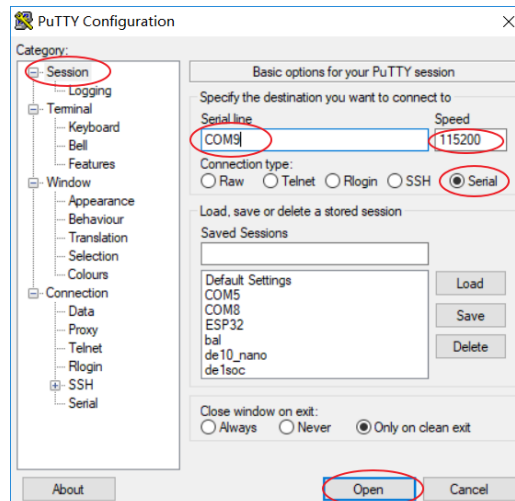 PuTTY Configuration
Category:
Session
Logging
Terminal
Keyboard
Bell
Features
Window
Appearance
Behaviour
Translation
Selection
Colours
Connection
Data
Proxy
Telnet
Rlogin
SSH
Serial
Basic options for your PuTTY session
Specify the destination you want to connect to
Serial line Speed
COM9 115200
Connection type:
Raw Telnet Rlogin SSH Serial
Load, save or delete a stored session
Saved Sessions
Default Settings
COM5
COM8
ESP32
bal
de10_nano
de1soc
Load
Save
Delete
Close window on exit:
Always Never Only on clean exit
About Open Cancel